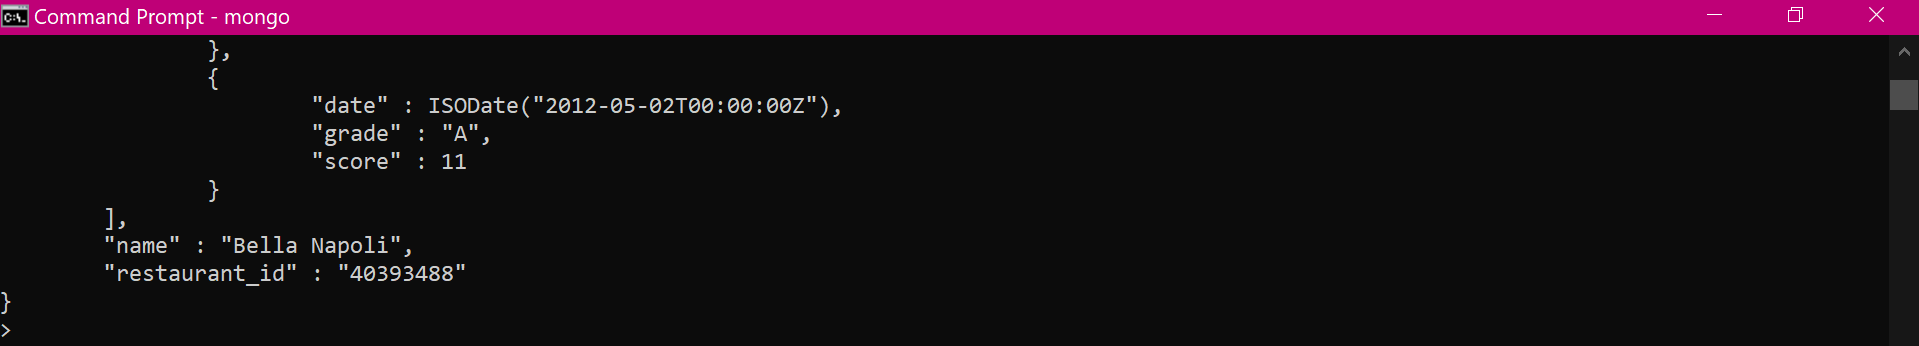 Command Prompt - mongo
},
{
"date" : ISODate("2012-05-02T00:00:00Z"),
"grade" : "A",
"score" : 11
}
],
"name" : "Bella Napoli",
"restaurant_id" : "40393488"
}
>